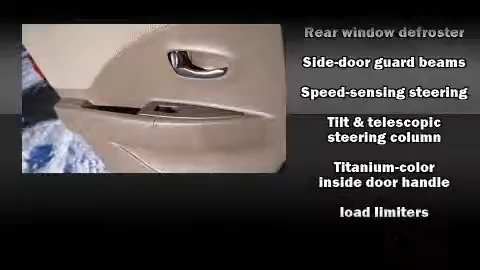 Rear window defroster
Side-door guard beams
Speed-sensing steering
Tilt & telescopic
steering column
Titanium-color
inside door handle
load limiters